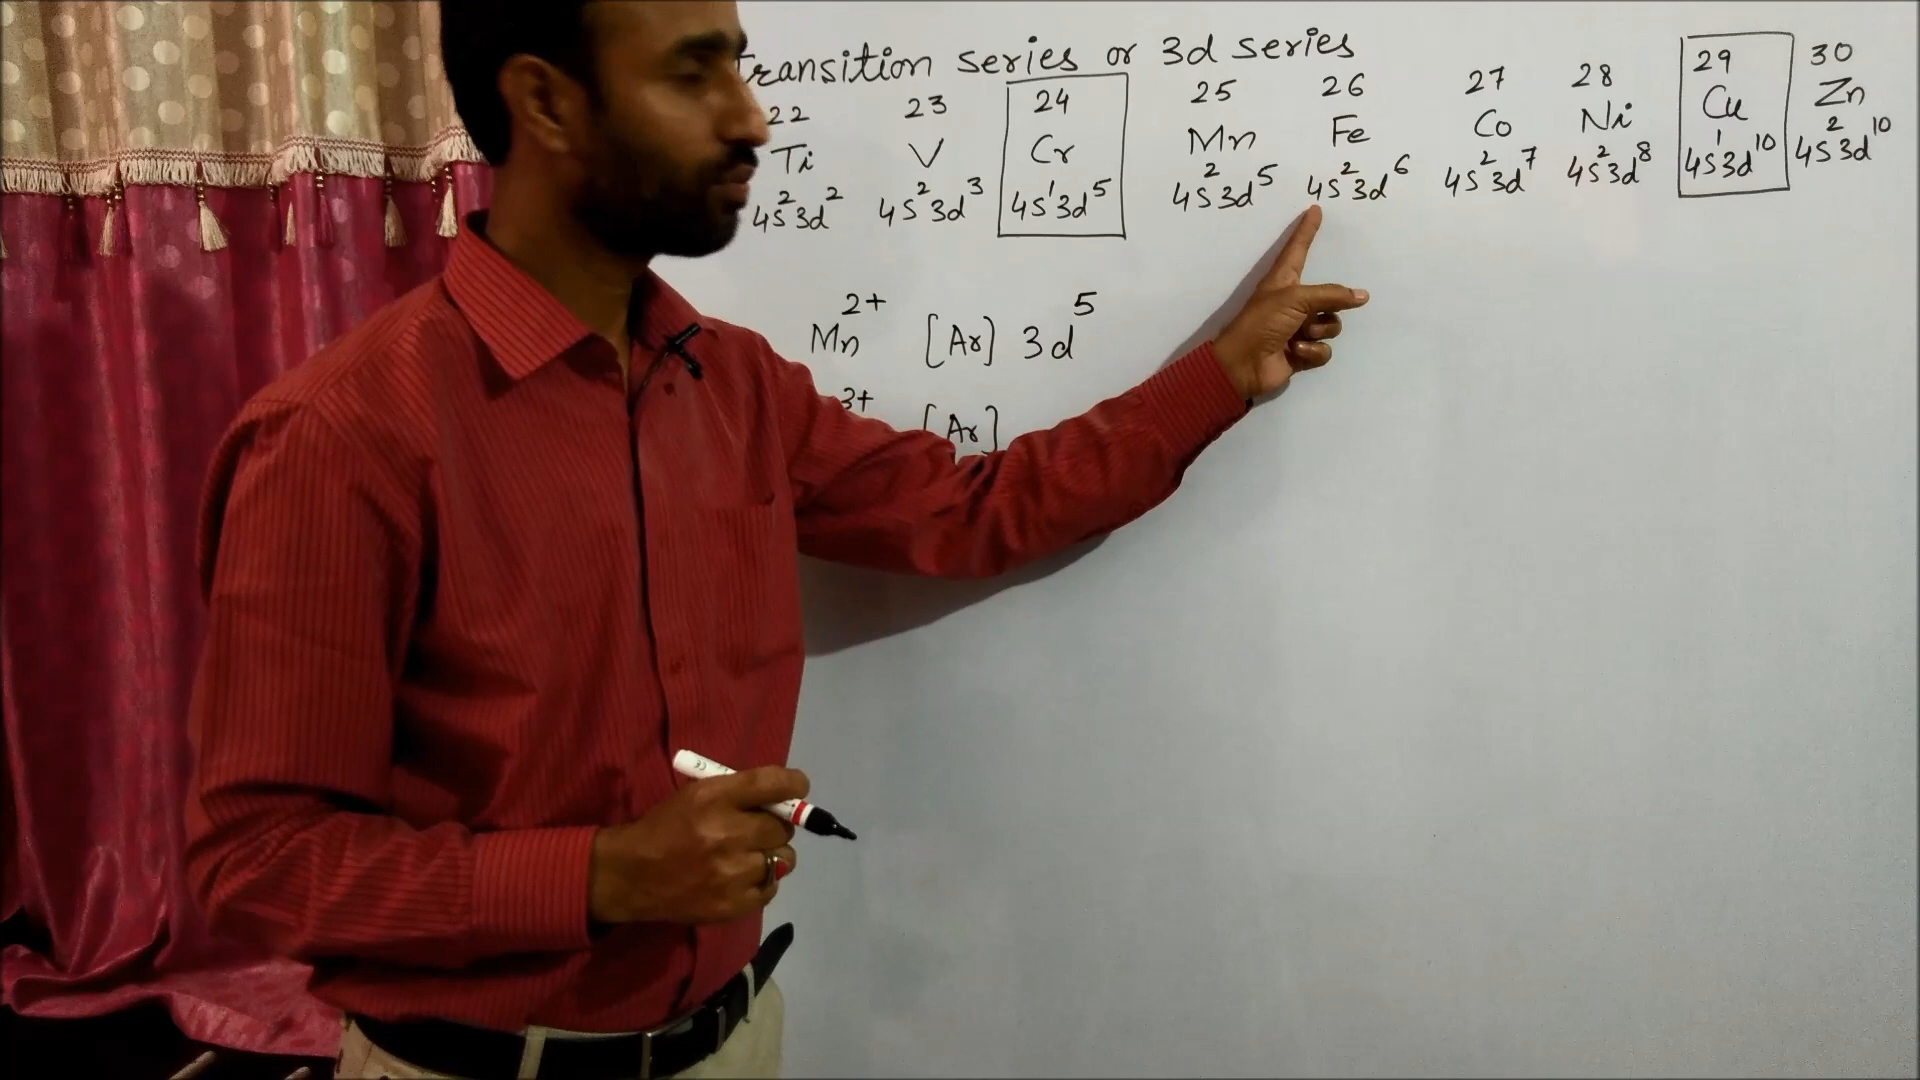 transition series or 3d series
22 23 24 25 26 27 28 29 30
Ti V Cr Mn Fe Co Ni Cu Zn
4s²3d² 4s²3d³ 4s¹3d⁵ 4s²3d⁵ 4s²3d⁶ 4s²3d⁷ 4s²3d⁸ 4s¹3d¹⁰ 4s²3d¹⁰
Mn²⁺ [Ar] 3d⁵
3+ [Ar]